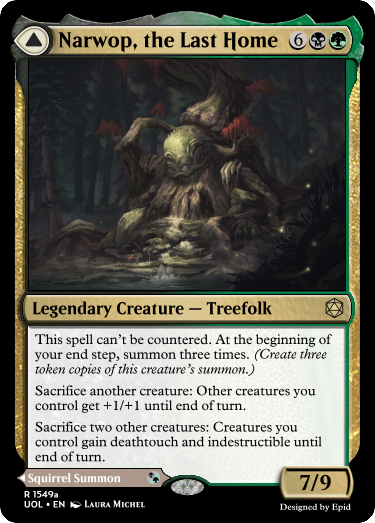 Narwop, the Last Home 6
Legendary Creature — Treefolk
This spell can't be countered. At the beginning of
your end step, summon three times. (Create three
token copies of this creature's summon.)
Sacrifice another creature: Other creatures you
control get +1/+1 until end of turn.
Sacrifice two other creatures: Creatures you
control gain deathtouch and indestructible until
end of turn.
Squirrel Summon
7/9
R 1549a
UOL • EN Laura Michel
Designed by Epid